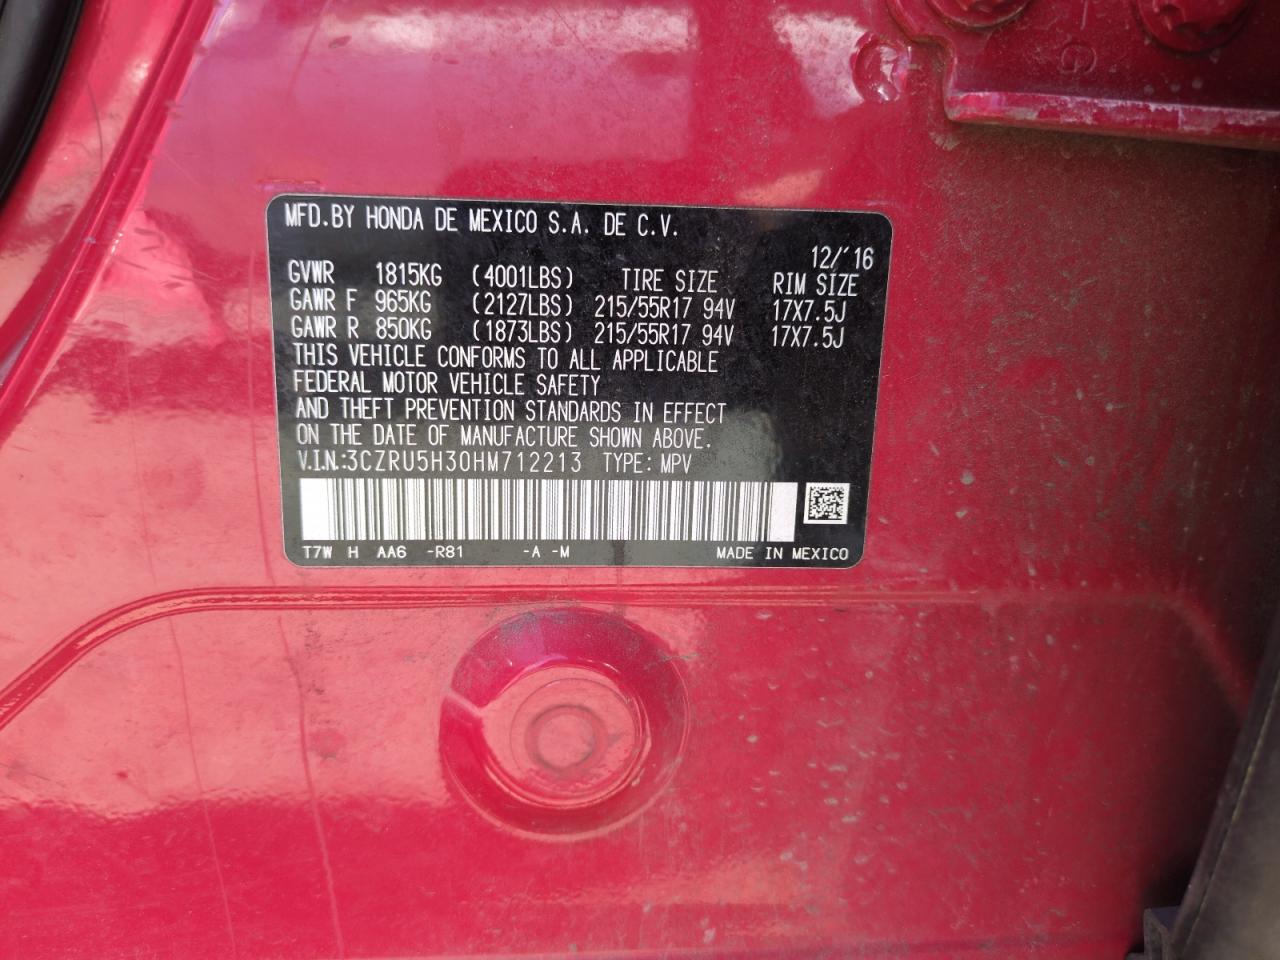 MFD.BY HONDA DE MEXICO S.A. DE C.V.
12/'16
GVWR 1815KG (4001LBS) TIRE SIZE RIM SIZE
GAWR F 965KG (2127LBS) 215/55R17 94V 17X7.5J
GAWR R 850KG (1873LBS) 215/55R17 94V 17X7.5J
THIS VEHICLE CONFORMS TO ALL APPLICABLE
FEDERAL MOTOR VEHICLE SAFETY
AND THEFT PREVENTION STANDARDS IN EFFECT
ON THE DATE OF MANUFACTURE SHOWN ABOVE.
V.I.N:3CZRU5H30HM712213 TYPE: MPV
T7W H AA6 -R81 -A -M MADE IN MEXICO